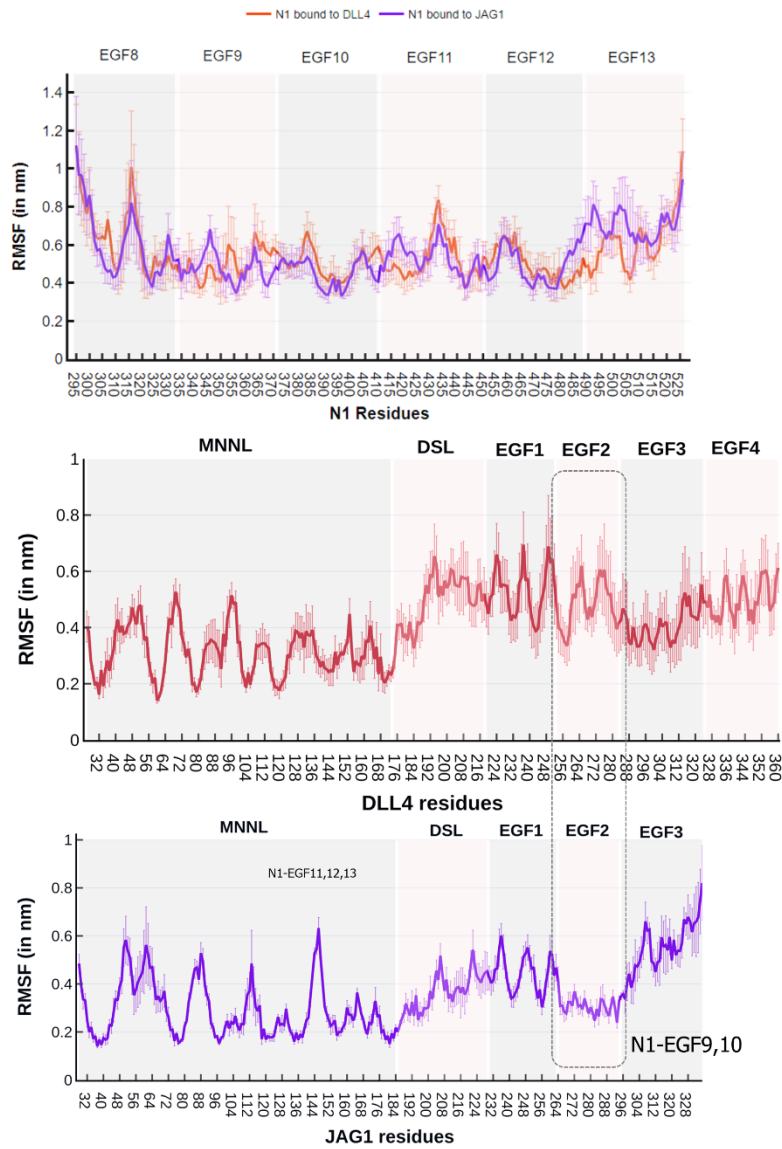 N1 bound to DLL4 N1 bound to JAG1
EGF8 EGF9 EGF10 EGF11 EGF12 EGF13
1.4
1.2
1
0.8
0.6
0.4
0.2
0
RMSF (in nm)
295 300 305 310 315 320 325 330 335 340 345 350 355 360 365 370 375 380 385 390 395 400 405 410 415 420 425 430 435 440 445 450 455 460 465 470 475 480 485 490 495 500 505 510 515 520 525
N1 Residues
MNNL DSL EGF1 EGF2 EGF3 EGF4
1
0.8
0.6
0.4
0.2
0
RMSF (in nm)
32 40 48 56 64 72 80 88 96 104 112 120 128 136 144 152 160 168 176 184 192 200 208 216 224 232 240 248 256 264 272 280 288 296 304 312 320 328 336 344 352 360
DLL4 residues
MNNL DSL EGF1 EGF2 EGF3
N1-EGF11,12,13
1
0.8
0.6
0.4
0.2
0
RMSF (in nm)
N1-EGF9,10
32 40 48 56 64 72 80 88 96 104 112 120 128 136 144 152 160 168 176 184 192 200 208 216 224 232 240 248 256 264 272 280 288 296 304 312 320 328
JAG1 residues